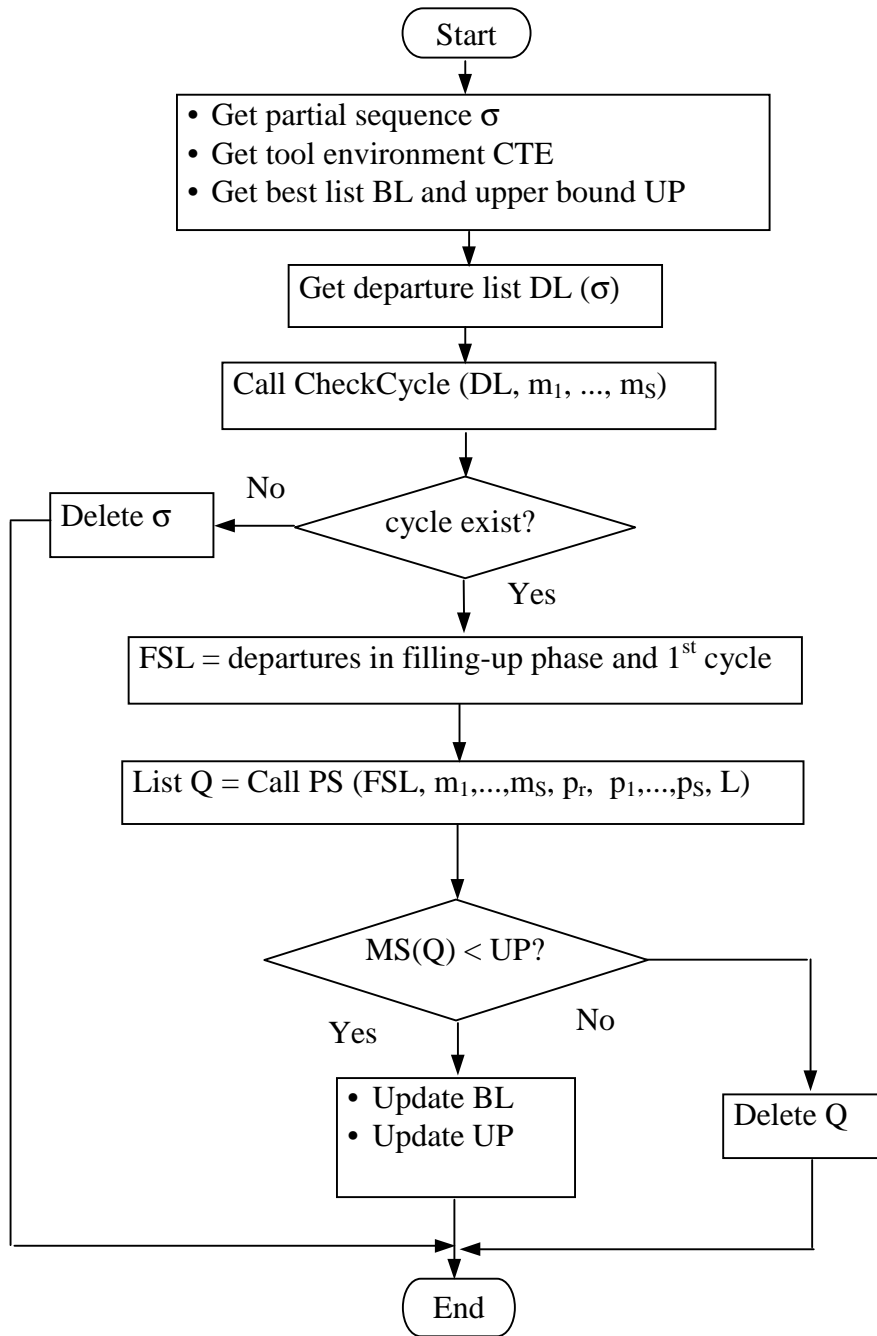 Start
• Get partial sequence σ
• Get tool environment CTE
• Get best list BL and upper bound UP
Get departure list DL (σ)
Call CheckCycle (DL, m₁, ..., mS)
No
Delete σ
cycle exist?
Yes
FSL = departures in filling-up phase and 1ˢᵗ cycle
List Q = Call PS (FSL, m₁,...,mS, pᵣ, p₁,...,pS, L)
MS(Q) < UP?
Yes
No
• Update BL
• Update UP
Delete Q
End